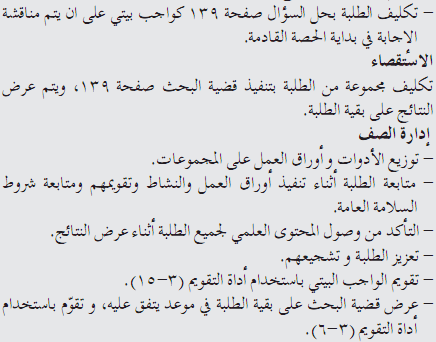 – تكليف الطلبة بحل السؤال صفحة ١٣٩ كواجب بيتي على ان يتم مناقشة
الإجابة في بداية الحصة القادمة.
الاستقصاء
تكليف مجموعة من الطلبة بتنفيذ قضية البحث صفحة ١٣٩، ويتم عرض
النتائج على بقية الطلبة.
إدارة الصف
– توزيع الأدوات و أوراق العمل على المجموعات.
– متابعة الطلبة أثناء تنفيذ أوراق العمل والنشاط وتقويمهم ومتابعة شروط
السلامة العامة.
– التأكد من وصول المحتوى العلمي لجميع الطلبة أثناء عرض النتائج.
– تعزيز الطلبة و تشجيعهم.
– تقويم الواجب البيتي باستخدام أداة التقويم (٣-١٥).
– عرض قضية البحث على بقية الطلبة في موعد يتفق عليه، و تقوّم باستخدام
أداة التقويم (٣-٦).